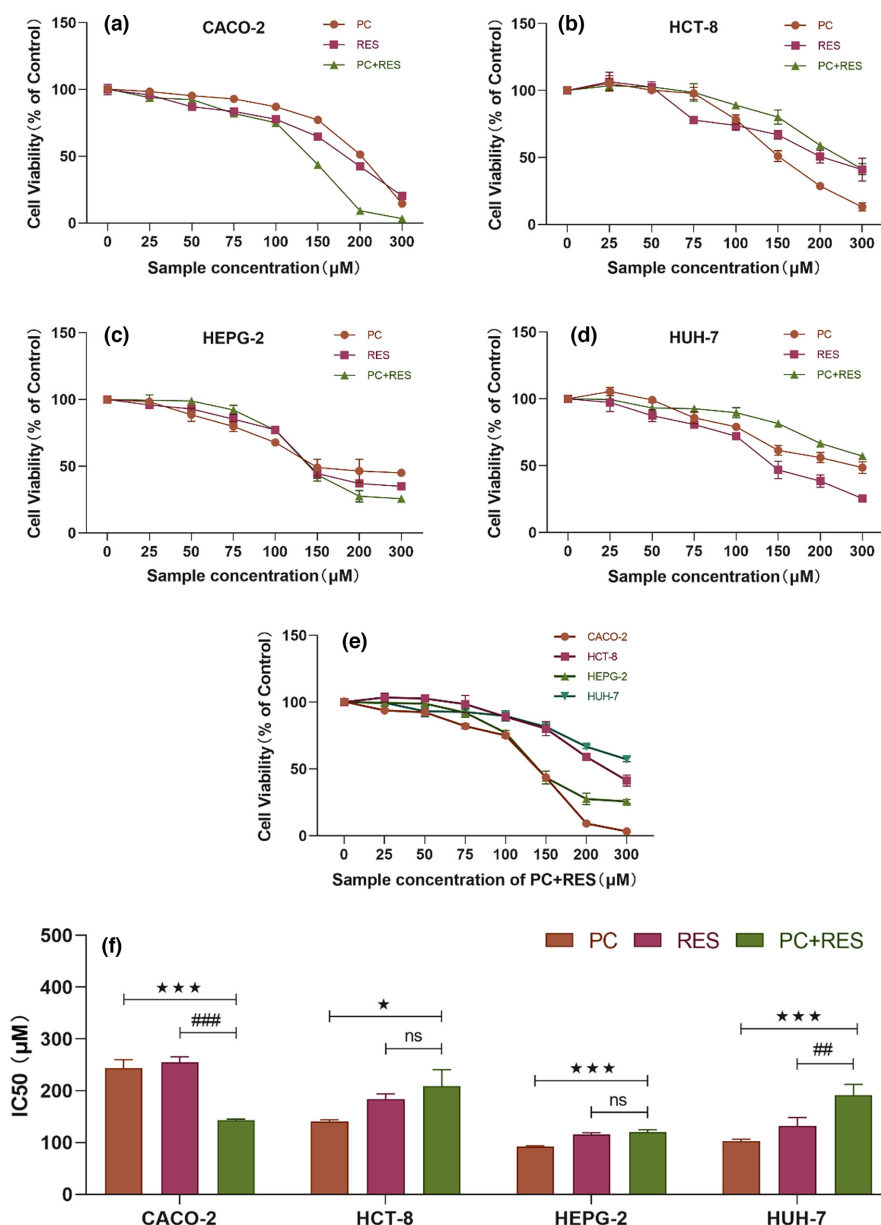 (a)
CACO-2
PC
RES
PC+RES
Cell Viability(% of Control)
150
100
50
0
0 25 50 75 100 150 200 300
Sample concentration(μM)
(b)
HCT-8
PC
RES
PC+RES
Cell Viability(% of Control)
150
100
50
0
0 25 50 75 100 150 200 300
Sample concentration(μM)
(c)
HEPG-2
PC
RES
PC+RES
Cell Viability(% of Control)
150
100
50
0
0 25 50 75 100 150 200 300
Sample concentration(μM)
(d)
HUH-7
PC
RES
PC+RES
Cell Viability(% of Control)
150
100
50
0
0 25 50 75 100 150 200 300
Sample concentration(μM)
(e)
CACO-2
HCT-8
HEPG-2
HUH-7
Cell Viability(% of Control)
150
100
50
0
0 25 50 75 100 150 200 300
Sample concentration of PC+RES(μM)
(f)
PC RES PC+RES
IC50 (μM)
500
400
300
200
100
0
★★★
###
★
ns
★★★
ns
★★★
##
CACO-2 HCT-8 HEPG-2 HUH-7